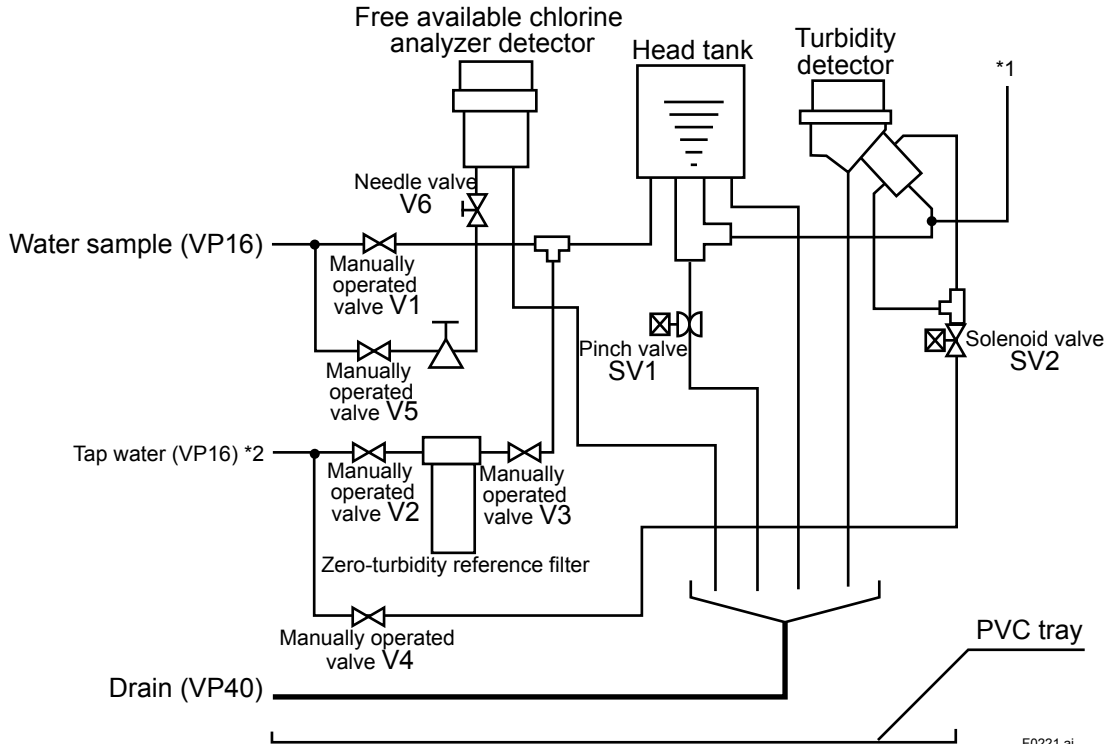 Free available chlorine
analyzer detector
Head tank
Turbidity
detector
*1
Needle valve
V6
Water sample (VP16)
Manually
operated
valve V1
Pinch valve
SV1
Solenoid valve
SV2
Manually
operated
valve V5
Tap water (VP16) *2
Manually
operated
valve V2
Manually
operated
valve V3
Zero-turbidity reference filter
Manually operated
valve V4
PVC tray
Drain (VP40)
F0221.ai